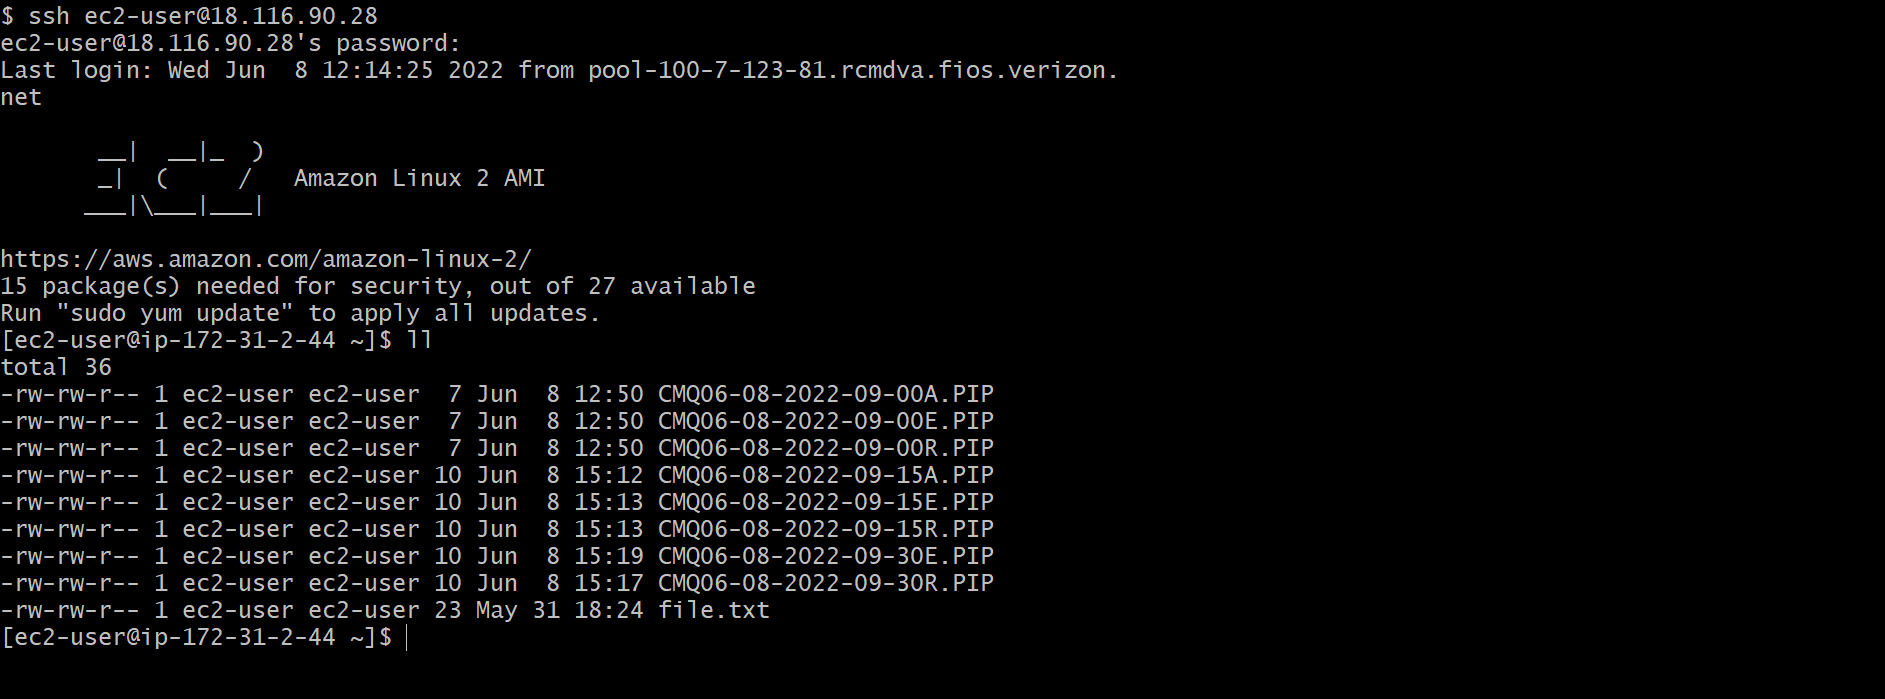 $ ssh ec2-user@18.116.90.28
ec2-user@18.116.90.28's password:
Last login: Wed Jun  8 12:14:25 2022 from pool-100-7-123-81.rcmdva.fios.verizon.
net

       __|  __|_  )
       _|  (     /   Amazon Linux 2 AMI
      ___|\___|___|

https://aws.amazon.com/amazon-linux-2/
15 package(s) needed for security, out of 27 available
Run "sudo yum update" to apply all updates.
[ec2-user@ip-172-31-2-44 ~]$ ll
total 36
-rw-rw-r-- 1 ec2-user ec2-user  7 Jun  8 12:50 CMQ06-08-2022-09-00A.PIP
-rw-rw-r-- 1 ec2-user ec2-user  7 Jun  8 12:50 CMQ06-08-2022-09-00E.PIP
-rw-rw-r-- 1 ec2-user ec2-user  7 Jun  8 12:50 CMQ06-08-2022-09-00R.PIP
-rw-rw-r-- 1 ec2-user ec2-user 10 Jun  8 15:12 CMQ06-08-2022-09-15A.PIP
-rw-rw-r-- 1 ec2-user ec2-user 10 Jun  8 15:13 CMQ06-08-2022-09-15E.PIP
-rw-rw-r-- 1 ec2-user ec2-user 10 Jun  8 15:13 CMQ06-08-2022-09-15R.PIP
-rw-rw-r-- 1 ec2-user ec2-user 10 Jun  8 15:19 CMQ06-08-2022-09-30E.PIP
-rw-rw-r-- 1 ec2-user ec2-user 10 Jun  8 15:17 CMQ06-08-2022-09-30R.PIP
-rw-rw-r-- 1 ec2-user ec2-user 23 May 31 18:24 file.txt
[ec2-user@ip-172-31-2-44 ~]$